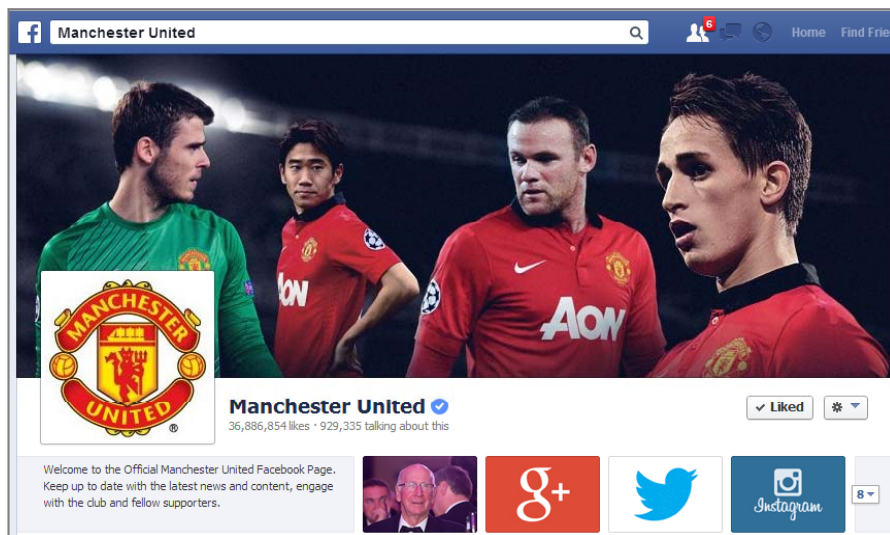 Manchester United
6
Home Find Frie
AON
AON
MANCHESTER
UNITED
®
Manchester United
36,886,854 likes · 929,335 talking about this
Liked
Welcome to the Official Manchester United Facebook Page.
Keep up to date with the latest news and content, engage
with the club and fellow supporters.
g+
Instagram
8